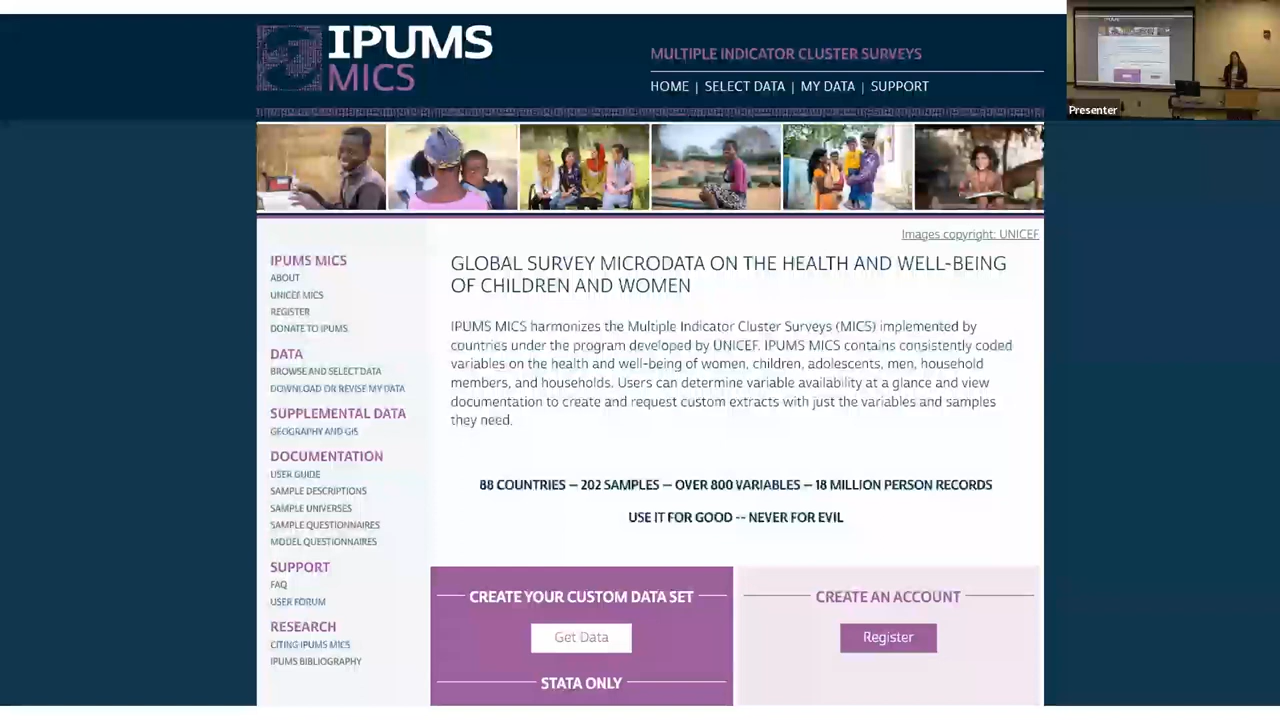 IPUMS
MICS
MULTIPLE INDICATOR CLUSTER SURVEYS
HOME | SELECT DATA | MY DATA | SUPPORT
Presenter
Images copyright: UNICEF
IPUMS MICS
ABOUT
UNICEF MICS
REGISTER
DONATE TO IPUMS
DATA
BROWSE AND SELECT DATA
DOWNLOAD OR REVISE MY DATA
SUPPLEMENTAL DATA
GEOGRAPHY AND GIS
DOCUMENTATION
USER GUIDE
SAMPLE DESCRIPTIONS
SAMPLE UNIVERSES
SAMPLE QUESTIONNAIRES
MODEL QUESTIONNAIRES
SUPPORT
FAQ
USER FORUM
RESEARCH
CITING IPUMS MICS
IPUMS BIBLIOGRAPHY
GLOBAL SURVEY MICRODATA ON THE HEALTH AND WELL-BEING
OF CHILDREN AND WOMEN
IPUMS MICS harmonizes the Multiple Indicator Cluster Surveys (MICS) implemented by
countries under the program developed by UNICEF. IPUMS MICS contains consistently coded
variables on the health and well-being of women, children, adolescents, men, household
members, and households. Users can determine variable availability at a glance and view
documentation to create and request custom extracts with just the variables and samples
they need.
88 COUNTRIES – 202 SAMPLES – OVER 800 VARIABLES – 18 MILLION PERSON RECORDS
USE IT FOR GOOD -- NEVER FOR EVIL
CREATE YOUR CUSTOM DATA SET
Get Data
STATA ONLY
CREATE AN ACCOUNT
Register